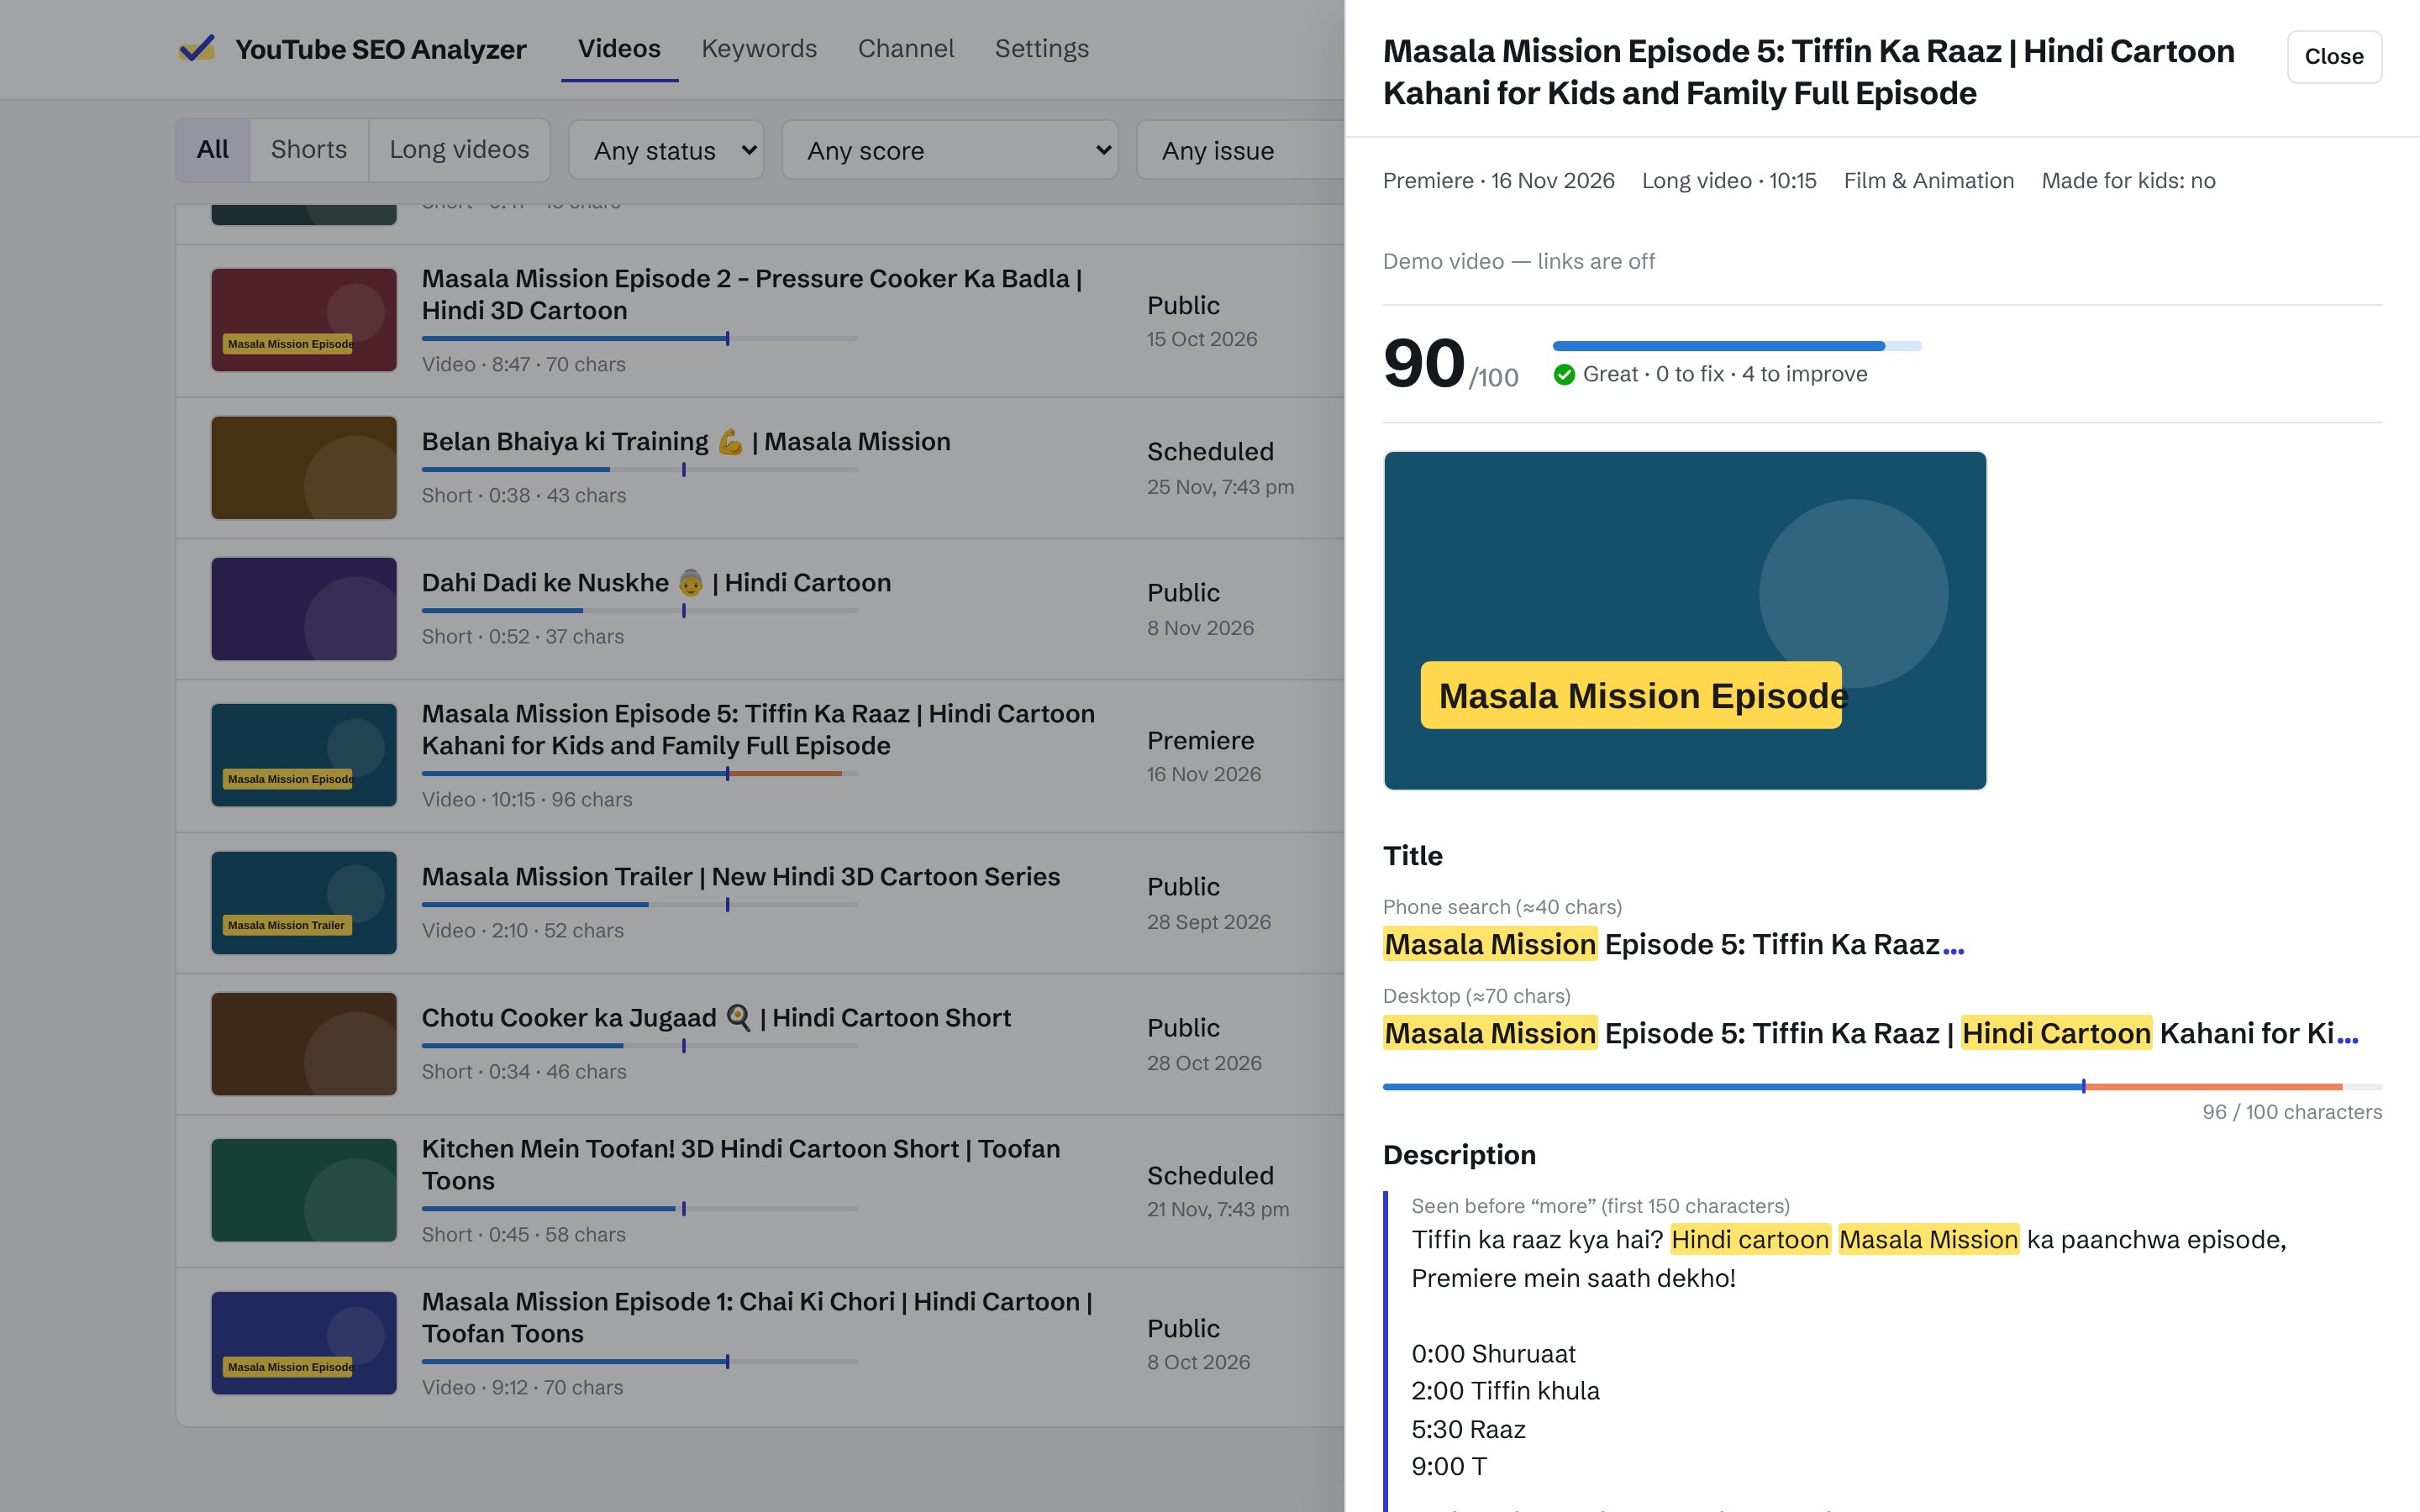 YouTube SEO Analyzer
Videos
Keywords
Channel
Settings
All
Shorts
Long videos
Any status
Any score
Any issue
Masala Mission Episode
Masala Mission Episode 2 – Pressure Cooker Ka Badla |
Hindi 3D Cartoon
Video · 8:47 · 70 chars
Public
15 Oct 2026
Belan Bhaiya ki Training 💪 | Masala Mission
Short · 0:38 · 43 chars
Scheduled
25 Nov, 7:43 pm
Dahi Dadi ke Nuskhe 👵 | Hindi Cartoon
Short · 0:52 · 37 chars
Public
8 Nov 2026
Masala Mission Episode
Masala Mission Episode 5: Tiffin Ka Raaz | Hindi Cartoon
Kahani for Kids and Family Full Episode
Video · 10:15 · 96 chars
Premiere
16 Nov 2026
Masala Mission Trailer
Masala Mission Trailer | New Hindi 3D Cartoon Series
Video · 2:10 · 52 chars
Public
28 Sept 2026
Chotu Cooker ka Jugaad 🍳 | Hindi Cartoon Short
Short · 0:34 · 46 chars
Public
28 Oct 2026
Kitchen Mein Toofan! 3D Hindi Cartoon Short | Toofan
Toons
Short · 0:45 · 58 chars
Scheduled
21 Nov, 7:43 pm
Masala Mission Episode
Masala Mission Episode 1: Chai Ki Chori | Hindi Cartoon |
Toofan Toons
Video · 9:12 · 70 chars
Public
8 Oct 2026
Masala Mission Episode 5: Tiffin Ka Raaz | Hindi Cartoon
Kahani for Kids and Family Full Episode
Close
Premiere · 16 Nov 2026
Long video · 10:15
Film & Animation
Made for kids: no
Demo video — links are off
90/100
Great · 0 to fix · 4 to improve
Masala Mission Episode
Title
Phone search (≈40 chars)
Masala Mission Episode 5: Tiffin Ka Raaz…
Desktop (≈70 chars)
Masala Mission Episode 5: Tiffin Ka Raaz | Hindi Cartoon Kahani for Ki…
96 / 100 characters
Description
Seen before “more” (first 150 characters)
Tiffin ka raaz kya hai? Hindi cartoon Masala Mission ka paanchwa episode,
Premiere mein saath dekho!
0:00 Shuruaat
2:00 Tiffin khula
5:30 Raaz
9:00 T